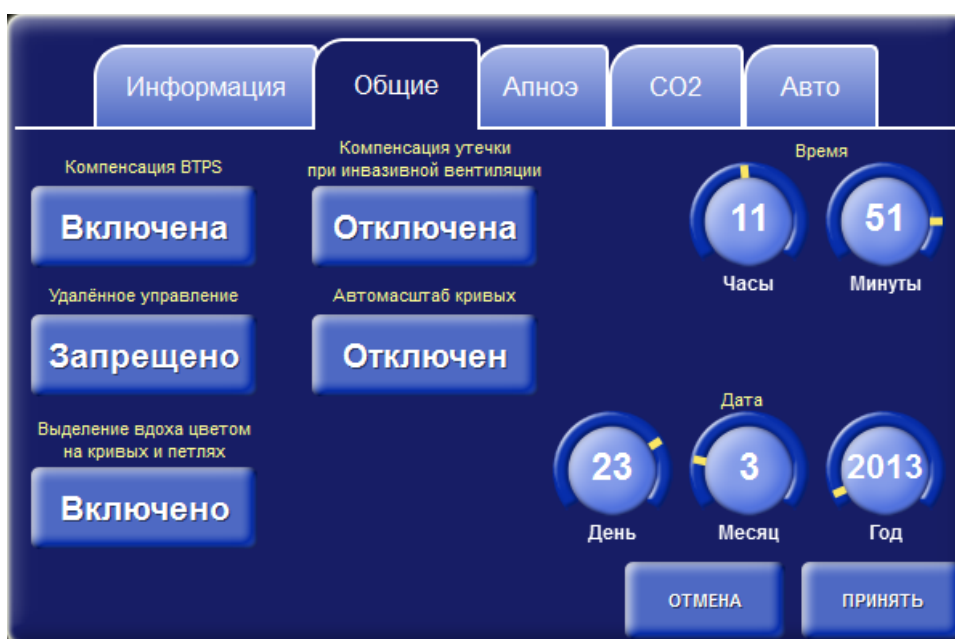 Информация
Общие
Апноэ
CO2
Авто
Компенсация BTPS
Включена
Компенсация утечки
при инвазивной вентиляции
Отключена
Время
11
51
Часы
Минуты
Удалённое управление
Запрещено
Автомасштаб кривых
Отключен
Выделение вдоха цветом
на кривых и петлях
Включено
Дата
23
3
2013
День
Месяц
Год
ОТМЕНА
ПРИНЯТЬ